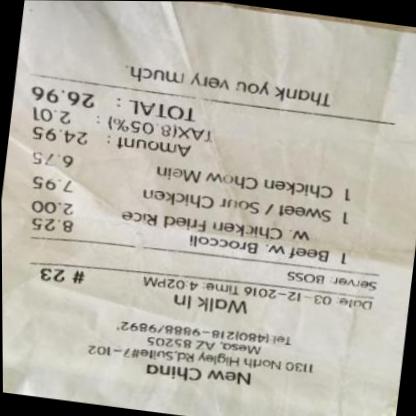 New China
1130 North Higley Rd,Suite#7-102
Mesa, AZ 85205
Tel:(480)218-9888/9892
Walk In
Date: 03-12-2016 Time: 4:02PM # 23
Server: BOSS
1 Beef w. Broccoli 8.25
W. Chicken Fried Rice 2.00
1 Sweet / Sour Chicken 7.95
1 Chicken Chow Mein 6.75
Amount : 24.95
TAX(8.05%) : 2.01
TOTAL : 26.96
Thank you very much.